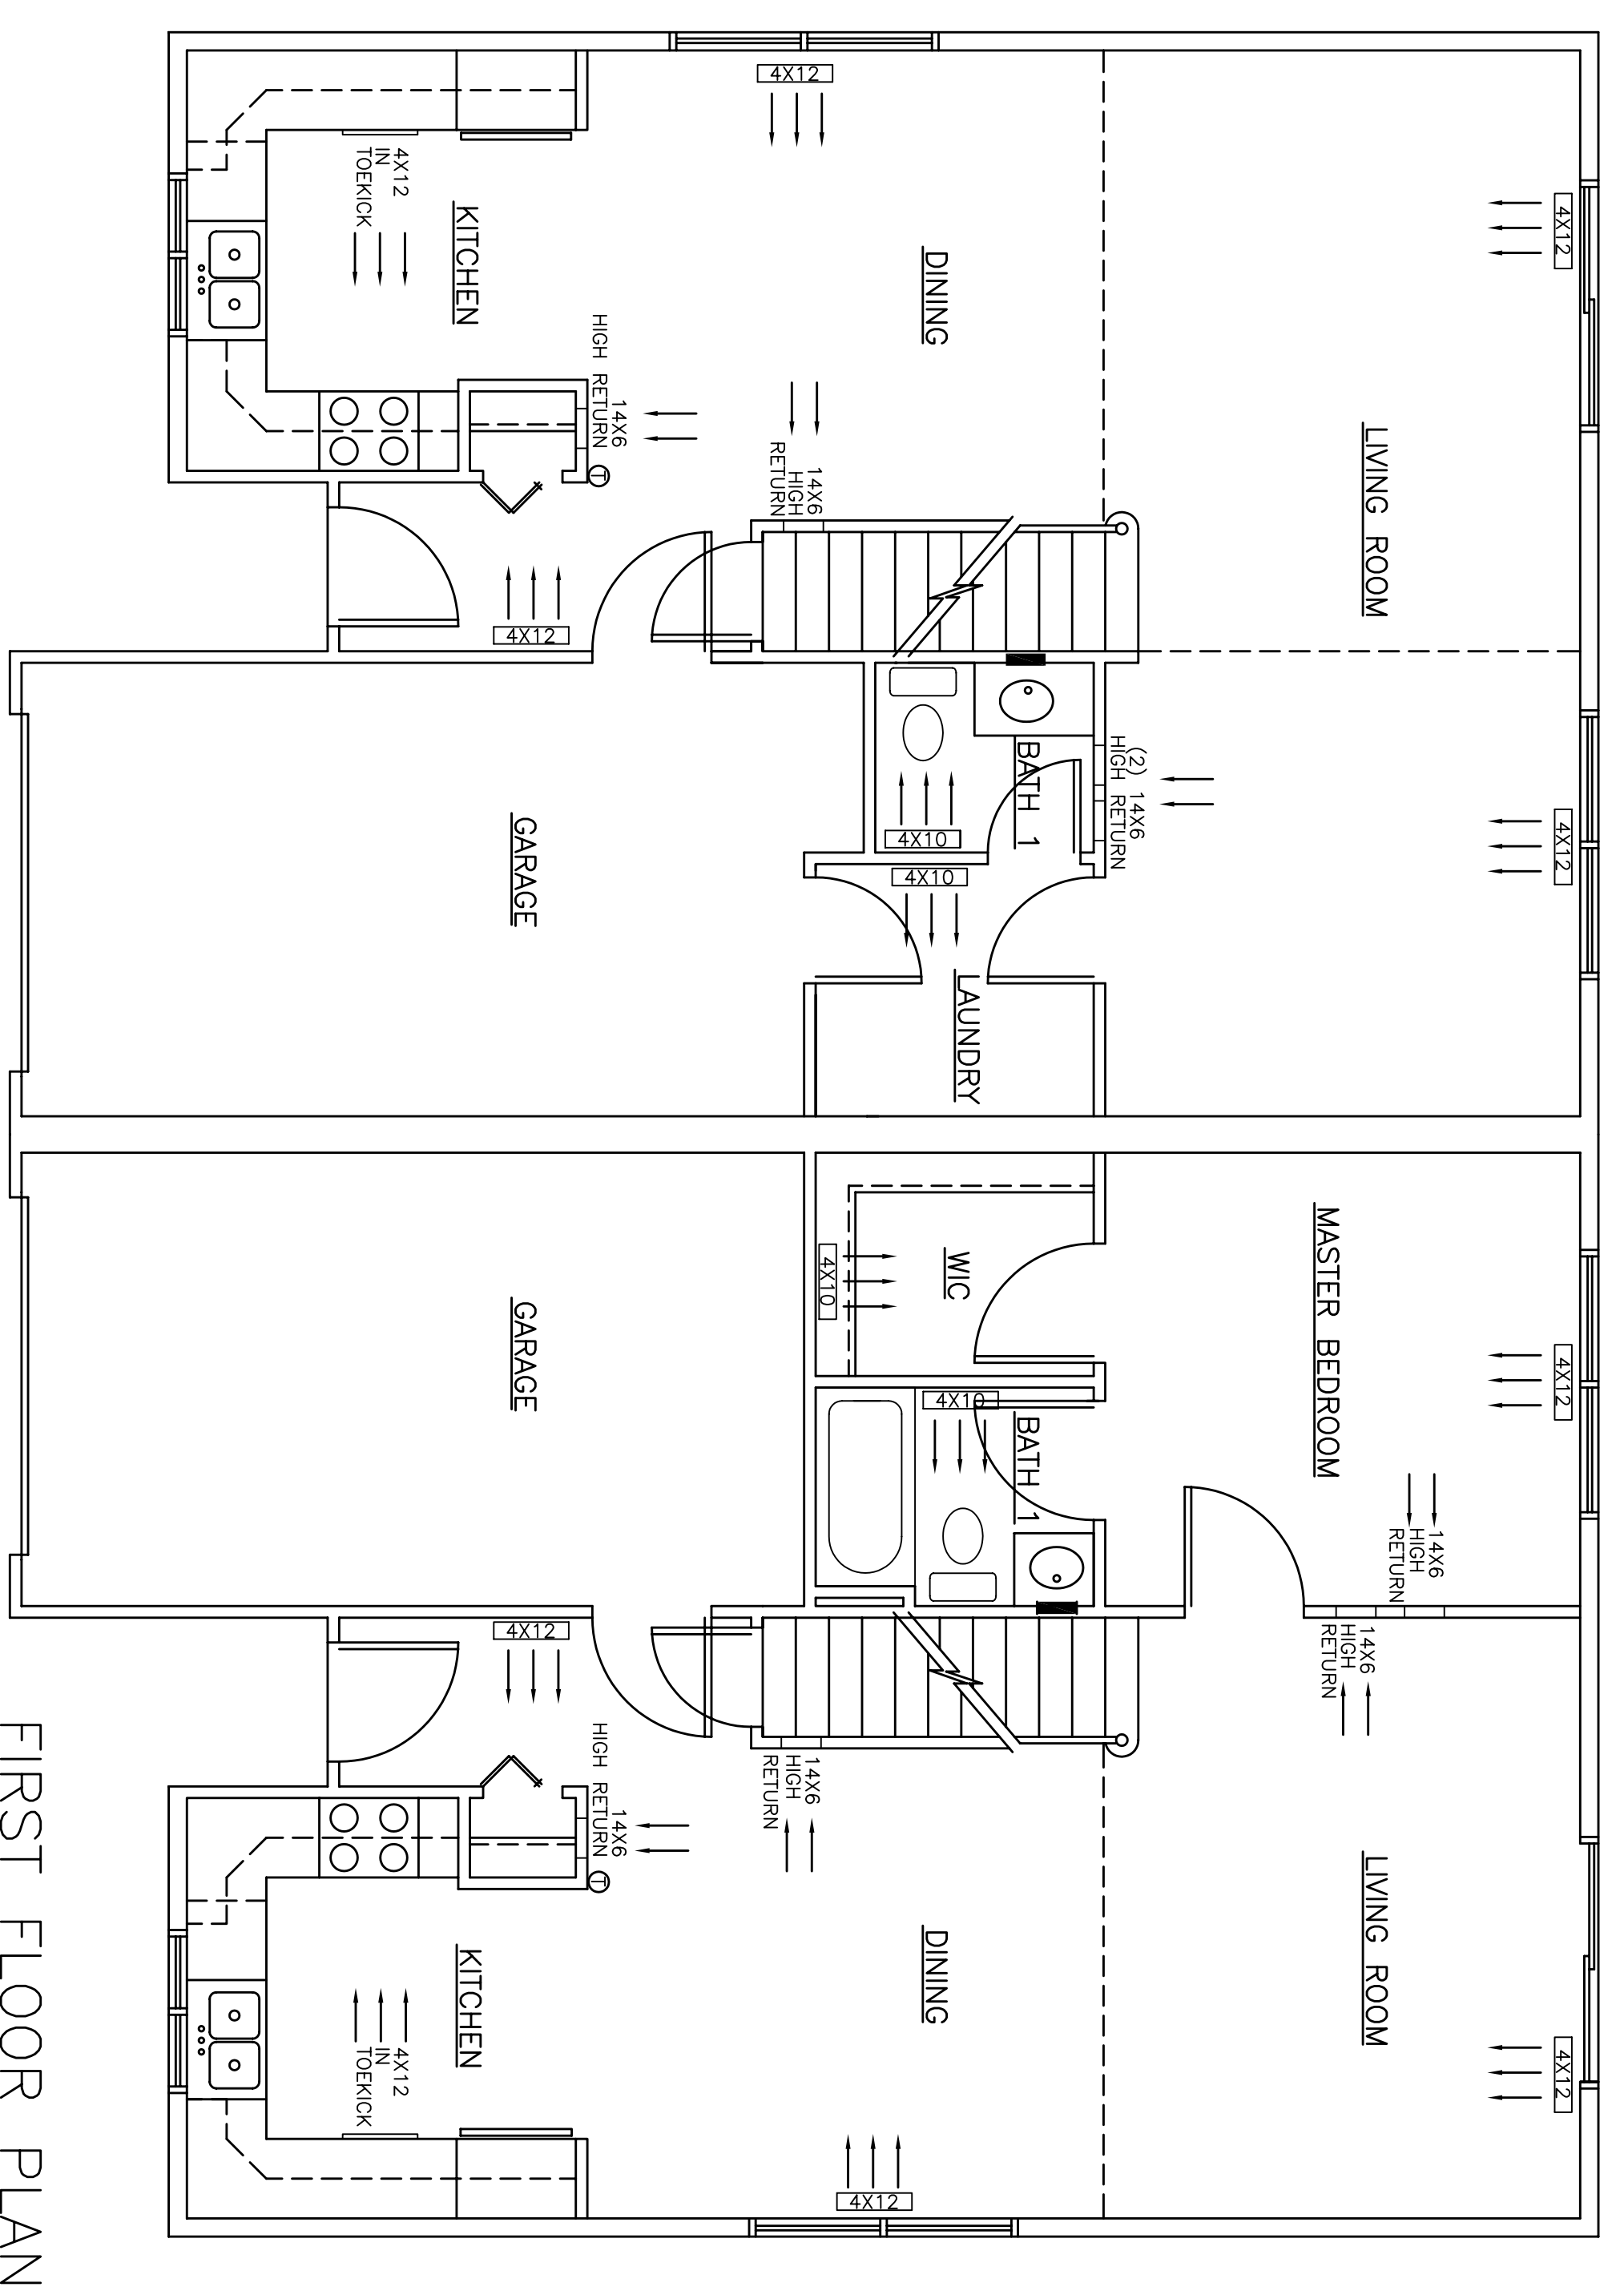 4X12
4X12
4X12
4X12
LIVING ROOM
LIVING ROOM
MASTER BEDROOM
14X6
HIGH
RETURN
14X6
HIGH
RETURN
(2) 14X6
HIGH RETURN
BATH 1
BATH 1
DINING
DINING
LAUNDRY
WIC
4X10
4X10
4X10
4X10
4X12
4X12
14X6
HIGH
RETURN
14X6
HIGH
RETURN
14X6
HIGH RETURN
14X6
HIGH RETURN
T
T
4X12
4X12
GARAGE
GARAGE
KITCHEN
KITCHEN
4X12
IN
TOEKICK
4X12
IN
TOEKICK
FIRST FLOOR PLAN